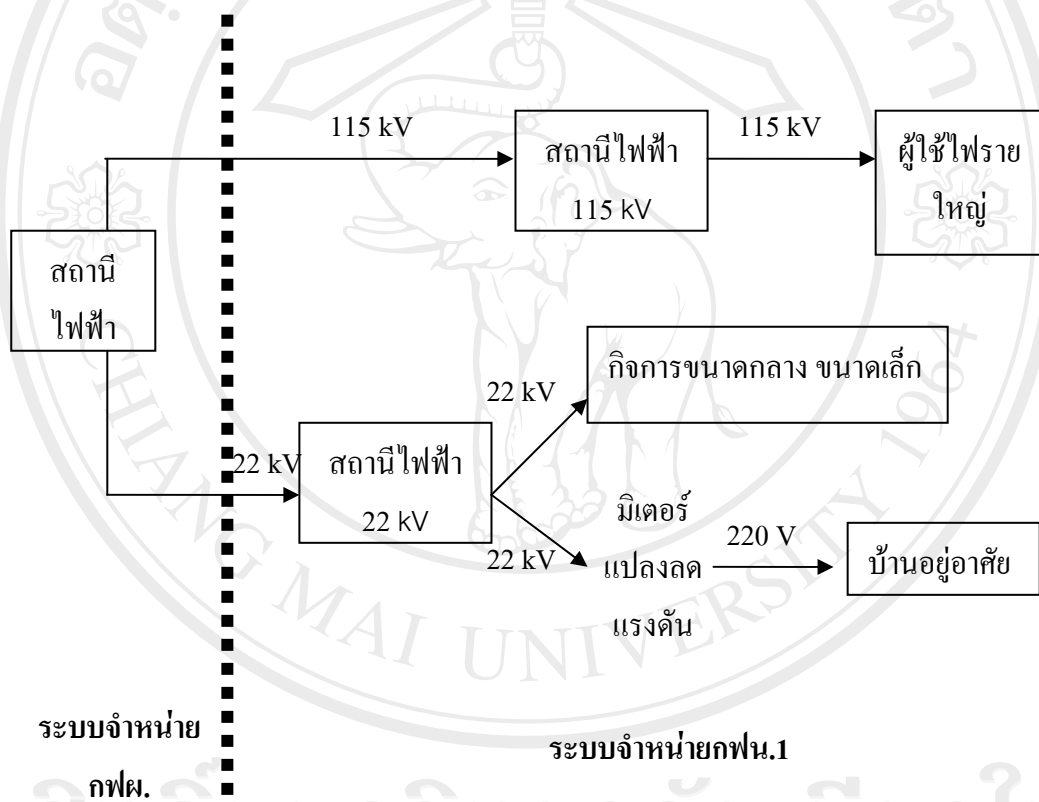 115 kV
115 kV
สถานีไฟฟ้า
115 kV
ผู้ใช้ไฟราย
ใหญ่
สถานี
ไฟฟ้า
กิจการขนาดกลาง ขนาดเล็ก
22 kV
22 kV
สถานีไฟฟ้า
22 kV
22 kV
มิเตอร์
แปลงลด
แรงดัน
220 V
บ้านอยู่อาศัย
ระบบจำหน่าย
กฟผ.
ระบบจำหน่ายกฟน.1
CHIANG MAI UNIVERSITY 1964